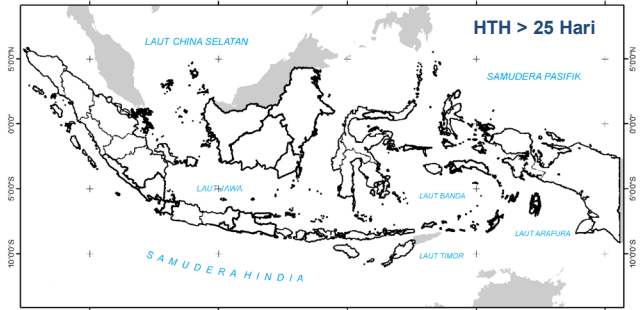 HTH > 25 Hari
LAUT CHINA SELATAN
SAMUDERA PASIFIK
5°0'0"N
5°0'0"N
0°0'0"
0°0'0"
LAUT JAWA
LAUT BANDA
5°0'0"S
5°0'0"S
LAUT ARAFURA
LAUT TIMOR
SAMUDERA HINDIA
10°0'0"S
10°0'0"S